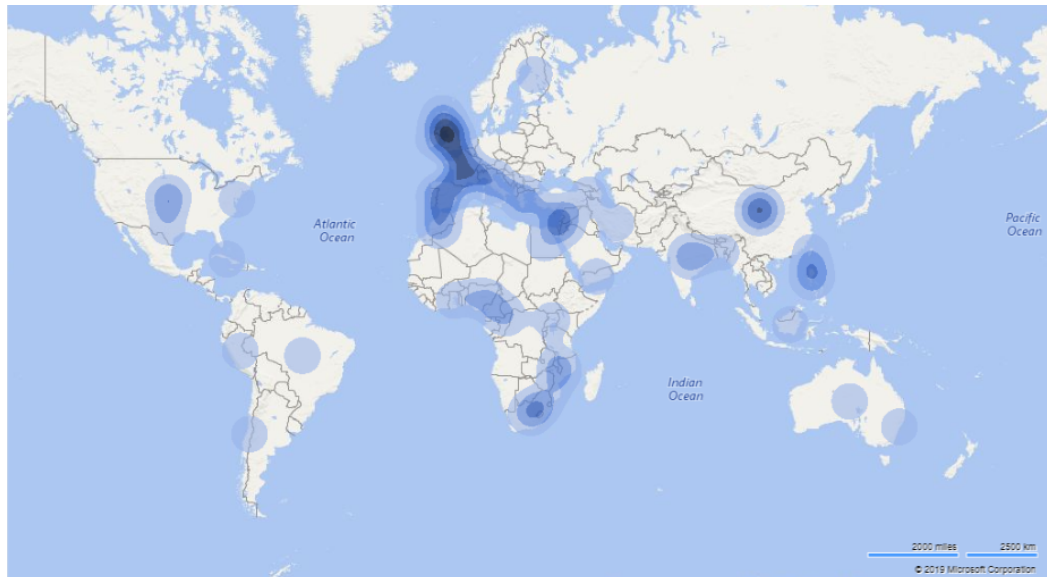 Atlantic
Ocean
Pacific
Ocean
Indian
Ocean
2000 miles 2500 km
© 2019 Microsoft Corporation